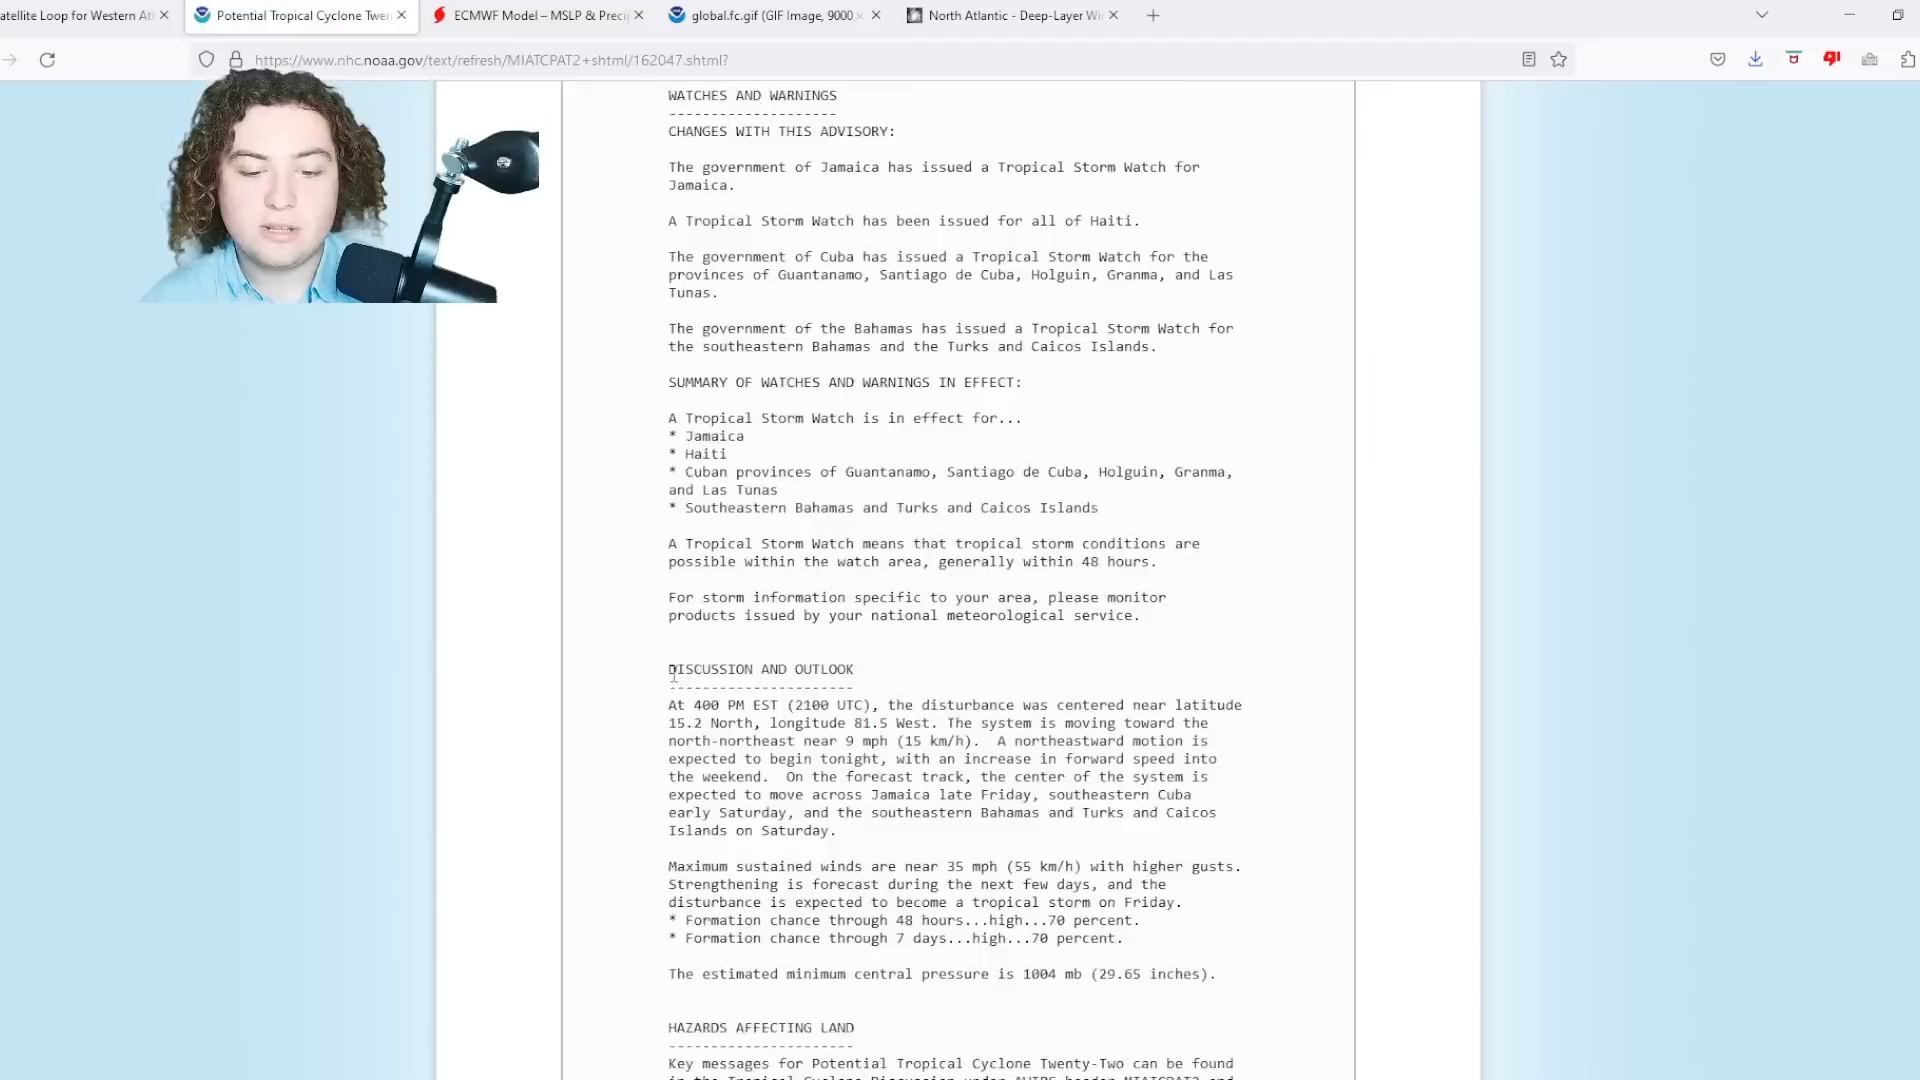 atellite Loop for Western Atl
Potential Tropical Cyclone Twen
ECMWF Model – MSLP & Precip
global.fc.gif (GIF Image, 9000 ×
North Atlantic - Deep-Layer Wi
https://www.nhc.noaa.gov/text/refresh/MIATCPAT2+shtml/162047.shtml?
WATCHES AND WARNINGS
--------------------
CHANGES WITH THIS ADVISORY:
The government of Jamaica has issued a Tropical Storm Watch for
Jamaica.
A Tropical Storm Watch has been issued for all of Haiti.
The government of Cuba has issued a Tropical Storm Watch for the
provinces of Guantanamo, Santiago de Cuba, Holguin, Granma, and Las
Tunas.
The government of the Bahamas has issued a Tropical Storm Watch for
the southeastern Bahamas and the Turks and Caicos Islands.
SUMMARY OF WATCHES AND WARNINGS IN EFFECT:
A Tropical Storm Watch is in effect for...
* Jamaica
* Haiti
* Cuban provinces of Guantanamo, Santiago de Cuba, Holguin, Granma,
and Las Tunas
* Southeastern Bahamas and Turks and Caicos Islands
A Tropical Storm Watch means that tropical storm conditions are
possible within the watch area, generally within 48 hours.
For storm information specific to your area, please monitor
products issued by your national meteorological service.
DISCUSSION AND OUTLOOK
----------------------
At 400 PM EST (2100 UTC), the disturbance was centered near latitude
15.2 North, longitude 81.5 West. The system is moving toward the
north-northeast near 9 mph (15 km/h). A northeastward motion is
expected to begin tonight, with an increase in forward speed into
the weekend. On the forecast track, the center of the system is
expected to move across Jamaica late Friday, southeastern Cuba
early Saturday, and the southeastern Bahamas and Turks and Caicos
Islands on Saturday.
Maximum sustained winds are near 35 mph (55 km/h) with higher gusts.
Strengthening is forecast during the next few days, and the
disturbance is expected to become a tropical storm on Friday.
* Formation chance through 48 hours...high...70 percent.
* Formation chance through 7 days...high...70 percent.
The estimated minimum central pressure is 1004 mb (29.65 inches).
HAZARDS AFFECTING LAND
----------------------
Key messages for Potential Tropical Cyclone Twenty-Two can be found
in the Tropical Cyclone Discussion under AWIPS header MIATCPAT2 and